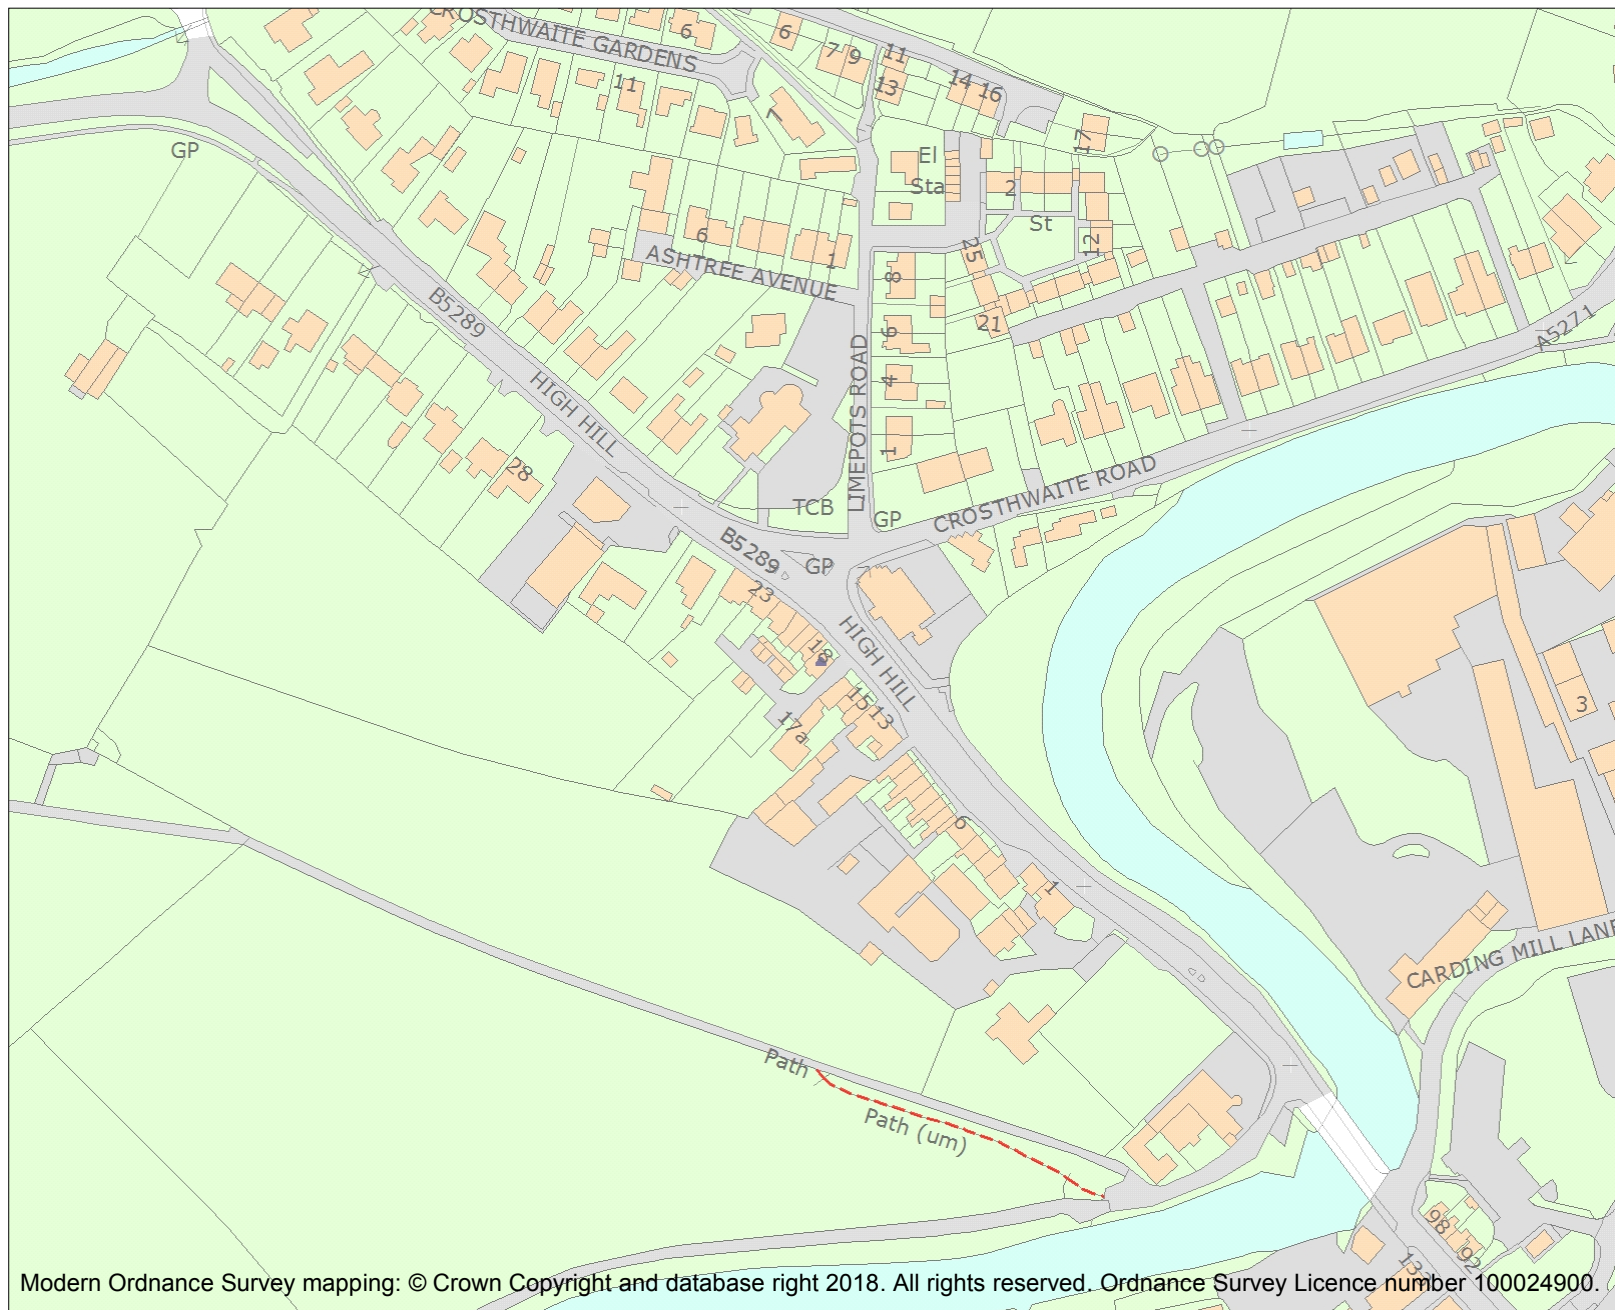 CROSTHWAITE GARDENS
6
6
7
9
11
11
13
14
16
7
17
GP
El
Sta
2
St
12
25
6
1
ASHTREE AVENUE
8
B5289
21
6
A5271
LIMEPOTS ROAD
4
HIGH HILL
1
28
CROSTHWAITE ROAD
TCB
GP
B5289
GP
23
HIGH HILL
18
15
13
17a
3
6
1
CARDING MILL LANE
Path
Path (um)
98
92
Modern Ordnance Survey mapping: © Crown Copyright and database right 2018. All rights reserved. Ordnance Survey Licence number 100024900.